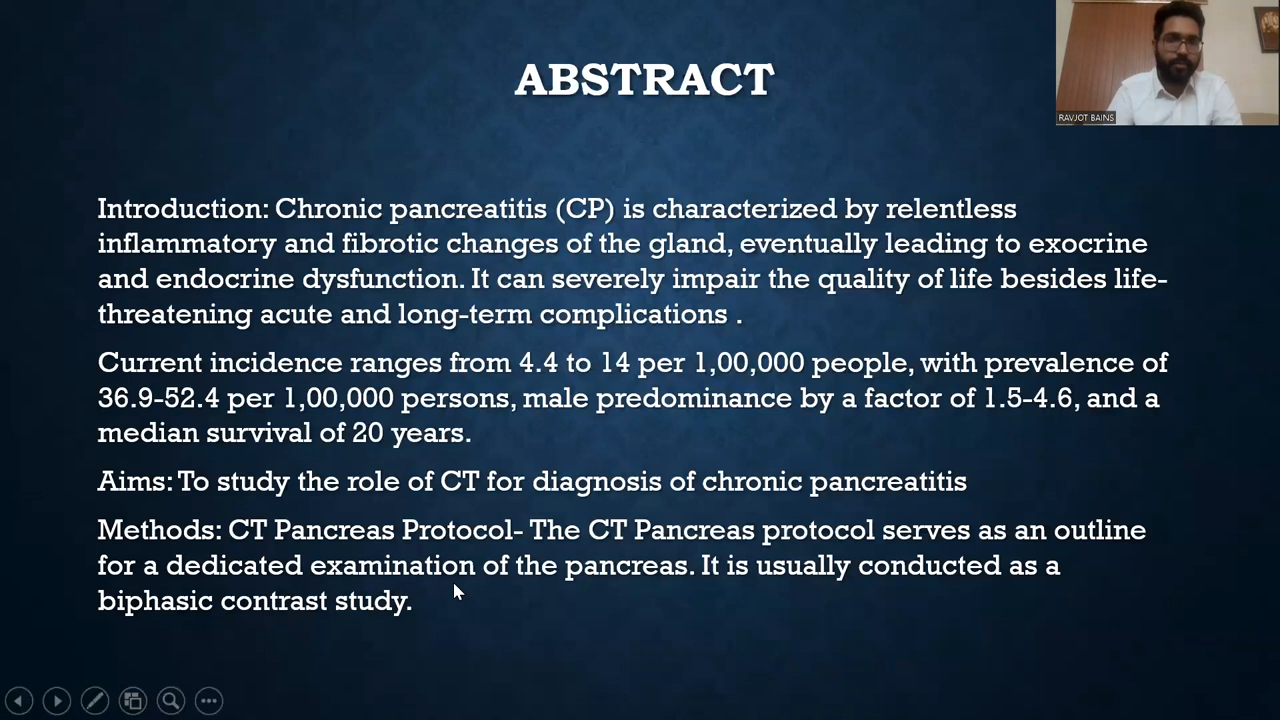 ABSTRACT
RAVJOT BAINS
Introduction: Chronic pancreatitis (CP) is characterized by relentless
inflammatory and fibrotic changes of the gland, eventually leading to exocrine
and endocrine dysfunction. It can severely impair the quality of life besides life-
threatening acute and long-term complications .
Current incidence ranges from 4.4 to 14 per 1,00,000 people, with prevalence of
36.9-52.4 per 1,00,000 persons, male predominance by a factor of 1.5-4.6, and a
median survival of 20 years.
Aims: To study the role of CT for diagnosis of chronic pancreatitis
Methods: CT Pancreas Protocol- The CT Pancreas protocol serves as an outline
for a dedicated examination of the pancreas. It is usually conducted as a
biphasic contrast study.